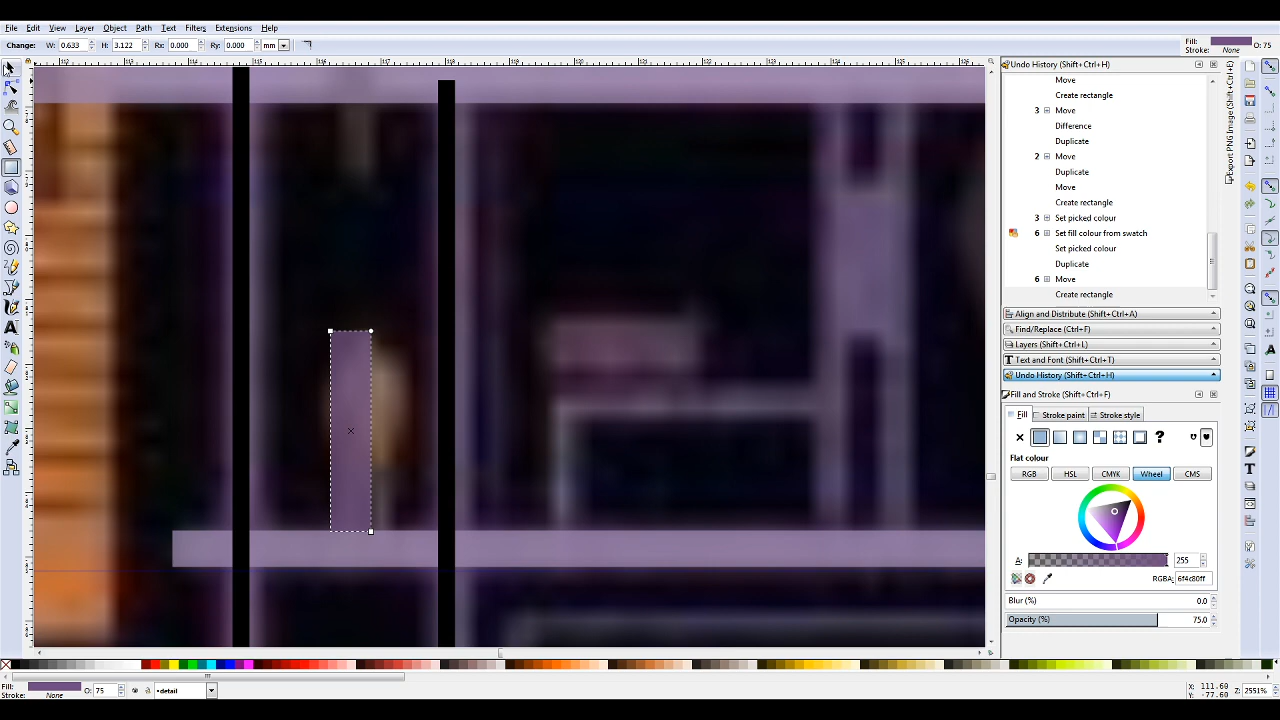 File Edit View Layer Object Path Text Filters Extensions Help
Change: W: 0.633 H: 3.122 Rx: 0.000 Ry: 0.000 mm
Fill: O: 75
Stroke: None
Undo History (Shift+Ctrl+H)
Move
Create rectangle
3 Move
Difference
Duplicate
2 Move
Duplicate
Move
Create rectangle
3 Set picked colour
6 Set fill colour from swatch
Set picked colour
Duplicate
6 Move
Create rectangle
Align and Distribute (Shift+Ctrl+A)
Find/Replace (Ctrl+F)
Layers (Shift+Ctrl+L)
Text and Font (Shift+Ctrl+T)
Undo History (Shift+Ctrl+H)
Fill and Stroke (Shift+Ctrl+F)
Fill Stroke paint Stroke style
Flat colour
RGB HSL CMYK Wheel CMS
A: 255
RGBA: 6f4c80ff
Blur (%) 0.0
Opacity (%) 75.0
Export PNG Image (Shift+Ctrl+E)
Fill: O: 75 •detail
Stroke: None
X: 111.60
Y: -77.60
Z: 2551%